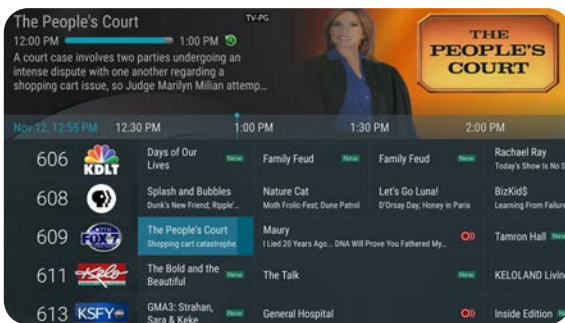 The People's Court
TV-PG
12:00 PM 1:00 PM
A court case involves two parties undergoing an
intense dispute with one another regarding a
shopping cart issue, so Judge Marilyn Milian attemp...
THE
PEOPLE'S
COURT
Nov 12, 12:55 PM 12:30 PM 1:00 PM 1:30 PM 2:00 PM
606 KDLT Days of Our Lives New Family Feud New Family Feud New Rachael Ray
Today's Show Is No S
608 Splash and Bubbles Nature Cat Let's Go Luna! BizKid$
Dunk's New Friend; Ripple'... Moth Frolic-Fest; Dune Patrol D'Orsay Day; Honey in Paris Learning From Failure
609 FOX The People's Court Maury Tamron Hall New
Shopping cart catastrophe. I Lied 20 Years Ago... DNA Will Prove You Fathered My...
611 Kelo The Bold and the Beautiful New The Talk New KELOLAND Livin
613 KSFY GMA3: Strahan, Sara & Keke New General Hospital Inside Edition